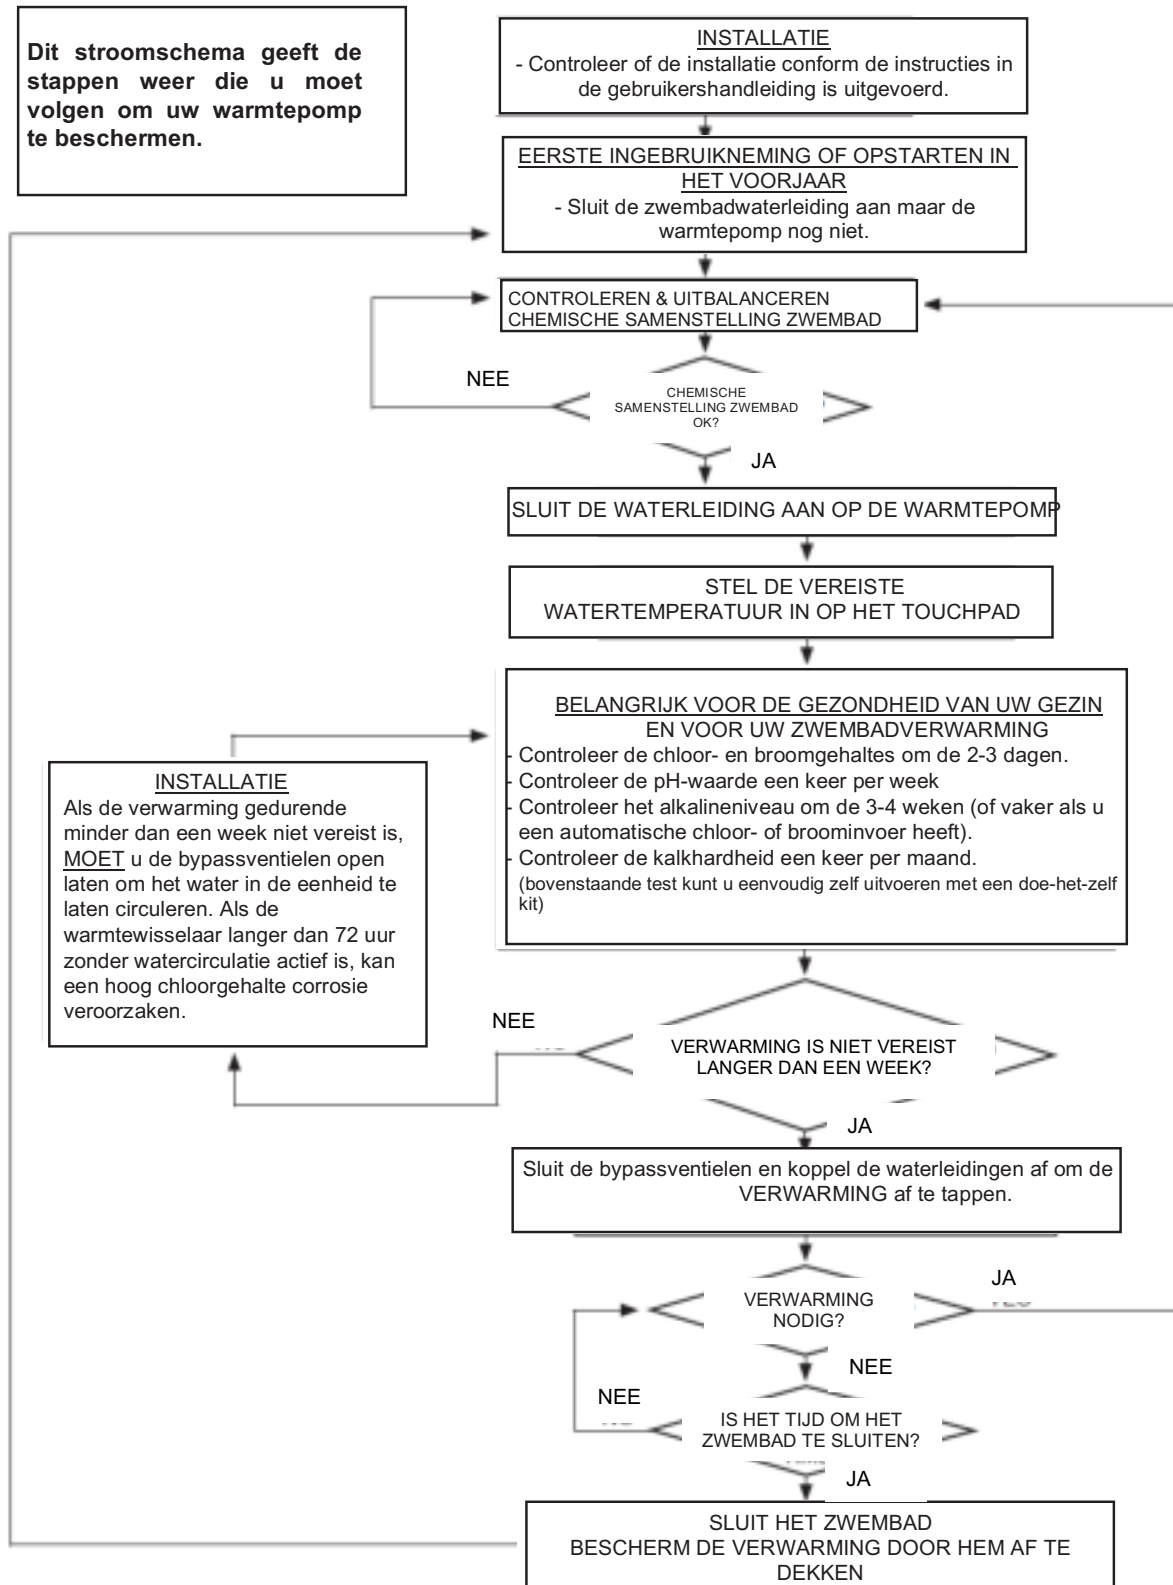 Dit stroomschema geeft de
stappen weer die u moet
volgen om uw warmtepomp
te beschermen.
INSTALLATIE
- Controleer of de installatie conform de instructies in
de gebruikershandleiding is uitgevoerd.
EERSTE INGEBRUIKNEMING OF OPSTARTEN IN
HET VOORJAAR
- Sluit de zwembadwaterleiding aan maar de
warmtepomp nog niet.
CONTROLEREN & UITBALANCEREN
CHEMISCHE SAMENSTELLING ZWEMBAD
NEE
CHEMISCHE
SAMENSTELLING ZWEMBAD
OK?
JA
SLUIT DE WATERLEIDING AAN OP DE WARMTEPOMP
STEL DE VEREISTE
WATERTEMPERATUUR IN OP HET TOUCHPAD
BELANGRIJK VOOR DE GEZONDHEID VAN UW GEZIN
EN VOOR UW ZWEMBADVERWARMING
- Controleer de chloor- en broomgehaltes om de 2-3 dagen.
- Controleer de pH-waarde een keer per week
- Controleer het alkalineniveau om de 3-4 weken (of vaker als u
een automatische chloor- of broominvoer heeft).
- Controleer de kalkhardheid een keer per maand.
(bovenstaande test kunt u eenvoudig zelf uitvoeren met een doe-het-zelf
kit)
INSTALLATIE
Als de verwarming gedurende
minder dan een week niet vereist is,
MOET u de bypassventielen open
laten om het water in de eenheid te
laten circuleren. Als de
warmtewisselaar langer dan 72 uur
zonder watercirculatie actief is, kan
een hoog chloorgehalte corrosie
veroorzaken.
NEE
VERWARMING IS NIET VEREIST
LANGER DAN EEN WEEK?
JA
Sluit de bypassventielen en koppel de waterleidingen af om de
VERWARMING af te tappen.
JA
VERWARMING
NODIG?
NEE
NEE
IS HET TIJD OM HET
ZWEMBAD TE SLUITEN?
JA
SLUIT HET ZWEMBAD
BESCHERM DE VERWARMING DOOR HEM AF TE
DEKKEN